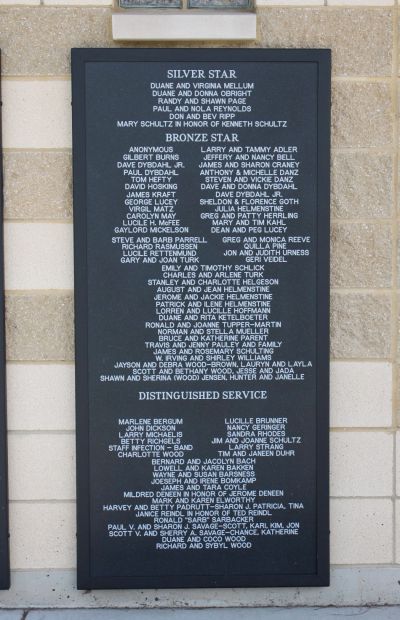 SILVER STAR
DUANE AND VIRGINIA MELLUM
DUANE AND DONNA OBRIGHT
RANDY AND SHAWN PAGE
PAUL AND NOLA REYNOLDS
DON AND BEV RIPP
MARY SCHULTZ IN HONOR OF KENNETH SCHULTZ
BRONZE STAR
ANONYMOUS LARRY AND TAMMY ADLER
GILBERT BURNS JEFFERY AND NANCY BELL
DAVE DYBDAHL JR. JAMES AND SHARON CRANEY
PAUL DYBDAHL ANTHONY & MICHELLE DANZ
TOM HEFTY STEVEN AND VICKIE DANZ
DAVID HOSKING DAVE AND DONNA DYBDAHL
JAMES KRAFT DAVE DYBDAHL JR.
GEORGE LUCEY SHELDON & FLORENCE GOTH
VIRGIL MATZ JULIA HELMENSTINE
CAROLYN MAY GREG AND PATTY HERRLING
LUCILE H. McFEE MARY AND TIM KAHL
GAYLORD MICKELSON DEAN AND PEG LUCEY
STEVE AND BARB PARRELL GREG AND MONICA REEVE
RICHARD RASMUSSEN QUILLA PINE
LUCILE RETTENMUND JON AND JUDITH URNESS
GARY AND JOAN TURK GERI VEIDEL
EMILY AND TIMOTHY SCHLICK
CHARLES AND ARLENE TURK
STANLEY AND CHARLOTTE HELGESON
AUGUST AND JEAN HELMENSTINE
JEROME AND JACKIE HELMENSTINE
PATRICK AND ILENE HELMENSTINE
LORREN AND LUCILLE HOFFMANN
DUANE AND RITA KETELBOETER
RONALD AND JOANNE TUPPER-MARTIN
NORMAN AND STELLA MUELLER
BRUCE AND KATHERINE PARENT
TRAVIS AND JENNY PAULEY AND FAMILY
JAMES AND ROSEMARY SCHULTING
W. IRVING AND SHIRLEY WILLIAMS
JAYSON AND DEBRA WOOD-BROWN, LAURYN AND LAYLA
SCOTT AND BETHANY WOOD, JESSE AND JADA
SHAWN AND SHERINA (WOOD) JENSEN, HUNTER AND JANELLE
DISTINGUISHED SERVICE
MARLENE BERGUM LUCILLE BRUNNER
JOHN DICKSON NANCY GERINGER
LARRY MICHAELIS SANDRA RHODES
BETTY RICHGELS JIM AND JOANNE SCHULTZ
STAFF INFECTION - BAND LARRY STRANG
CHARLOTTE WOOD TIM AND JANEEN DUHR
BERNARD AND JACOLYN BACH
LOWELL AND KAREN BAKKEN
WAYNE AND SUSAN BARSNESS
JOESEPH AND IRENE BOMKAMP
JAMES AND TARA COYLE
MILDRED DENEEN IN HONOR OF JEROME DENEEN
MARK AND KAREN ELWORTHY
HARVEY AND BETTY PADRUTT-SHARON J, PATRICIA, TINA
JANICE REINDL IN HONOR OF TED REINDL
RONALD "SARB" SARBACKER
PAUL V. AND SHARON J. SAVAGE-SCOTT, KARI, KIM, JON
SCOTT V. AND SHERRY A. SAVAGE-CHANCE, KATHERINE
DUANE AND COCO WOOD
RICHARD AND SYBYL WOOD